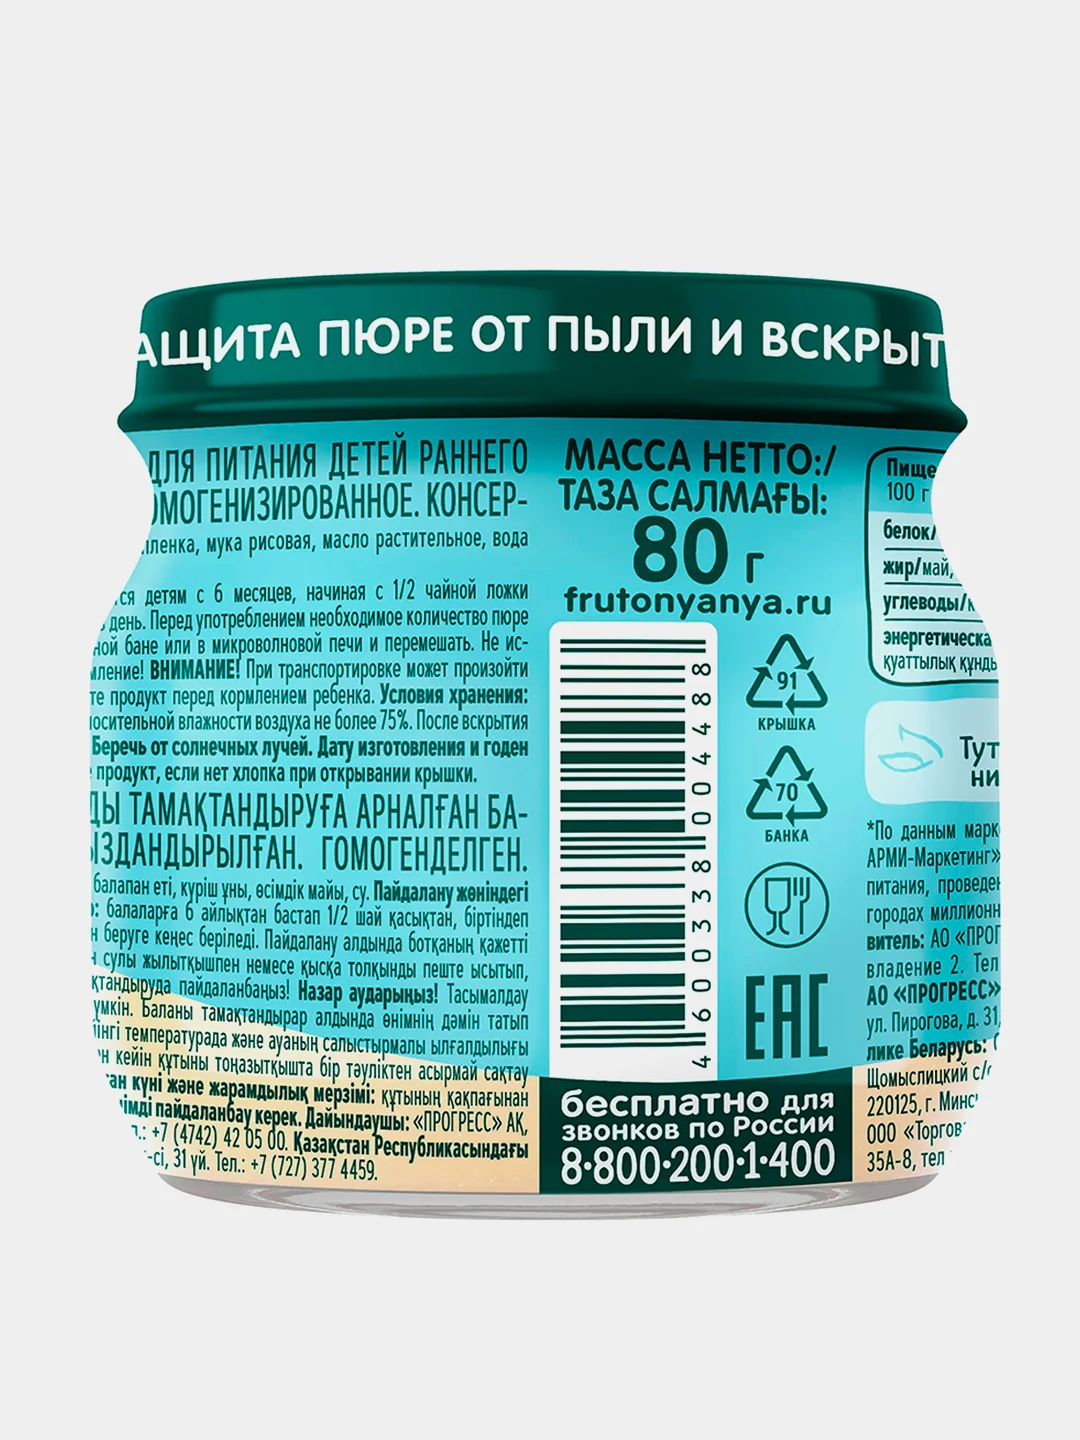 АЩИТА ПЮРЕ ОТ ПЫЛИ И ВСКРЫТ
ДЛЯ ПИТАНИЯ ДЕТЕЙ РАННЕГО
ОМОГЕНИЗИРОВАННОЕ. КОНСЕР-
пленка, мука рисовая, масло растительное, вода
ся детям с 6 месяцев, начиная с 1/2 чайной ложки
день. Перед употреблением необходимое количество пюре
ной бане или в микроволновой печи и перемешать. Не ис-
мление! ВНИМАНИЕ! При транспортировке может произойти
те продукт перед кормлением ребенка. Условия хранения:
носительной влажности воздуха не более 75%. После вскрытия
Беречь от солнечных лучей. Дату изготовления и годен
продукт, если нет хлопка при открывании крышки.
ДЫ ТАМАҚТАНДЫРУҒА АРНАЛҒАН БА-
ЫЗДАНДЫРЫЛҒАН. ГОМОГЕНДЕЛГЕН.
балапан еті, күріш ұны, өсімдік майы, су. Пайдалану жөніндегі
балаларға 6 айлықтан бастап 1/2 шай қасықтан, біртіндеп
н беруге кеңес беріледі. Пайдалану алдында ботқаның қажетті
н сулы жылытқышпен немесе қысқа толқынды пеште ысытып,
қтандыруда пайдаланбаңыз! Назар аударыңыз! Тасымалдау
үмкін. Баланы тамақтандырар алдында өнімнің дәмін татып
іңгі температурада және ауаның салыстырмалы ылғалдылығы
н кейін құтыны тоңазытқышта бір тәуліктен асырмай сақтау
ан күні және жарамдылық мерзімі: құтының қақпағынан
імді пайдаланбау керек. Дайындаушы: «ПРОГРЕСС» АҚ,
.: +7 (4742) 42 05 00. Қазақстан Республикасындағы
-сі, 31 үй. Тел.: +7 (727) 377 4459.
МАССА НЕТТО:/
ТАЗА САЛМАҒЫ:
80 г
frutonyanya.ru
4 600338 004488
91
КРЫШКА
70
БАНКА
EAC
бесплатно для
звонков по России
8·800·200·1·400
Пище
100 г
белок/
жир/май,
углеводы/к
энергетическа
қуаттылық құнды
Тут
ни
*По данным марк
АРМИ-Маркетинг»
питания, проведен
городах миллионн
витель: АО «ПРОГ
владение 2. Тел
АО «ПРОГРЕСС»
ул. Пирогова, д. 31,
лике Беларусь:
Щомыслицкий с/с
220125, г. Минс
ООО «Торгов
35А-8, тел